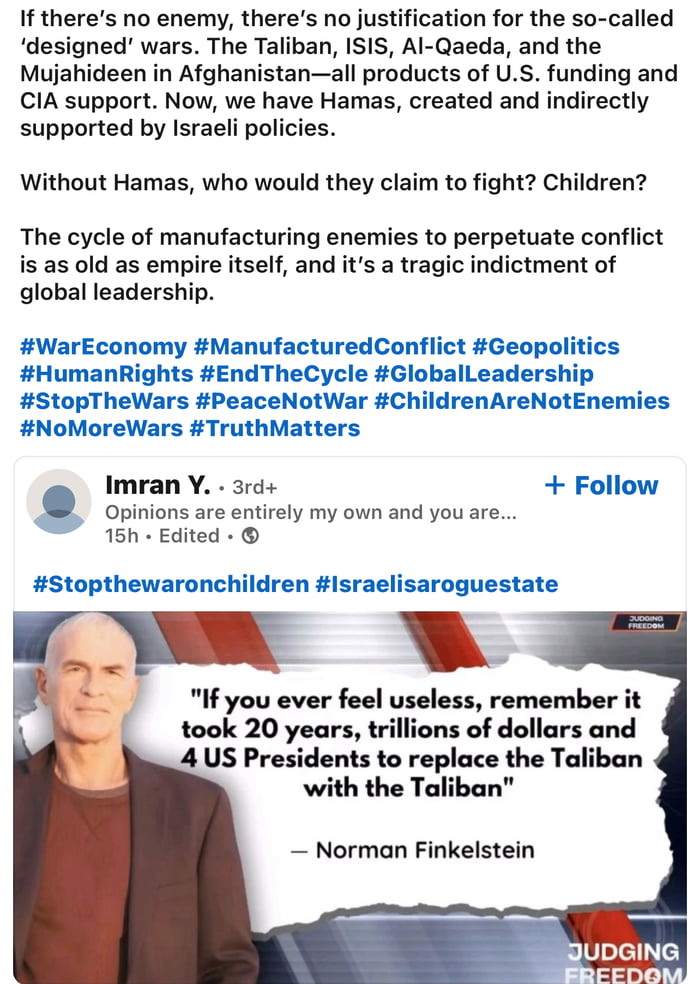 If there’s no enemy, there’s no justification for the so-called
‘designed’ wars. The Taliban, ISIS, Al-Qaeda, and the
Mujahideen in Afghanistan—all products of U.S. funding and
CIA support. Now, we have Hamas, created and indirectly
supported by Israeli policies.
Without Hamas, who would they claim to fight? Children?
The cycle of manufacturing enemies to perpetuate conflict
is as old as empire itself, and it’s a tragic indictment of
global leadership.
#WarEconomy #ManufacturedConflict #Geopolitics
#HumanRights #EndTheCycle #GlobalLeadership
#StopTheWars #PeaceNotWar #ChildrenAreNotEnemies
#NoMoreWars #TruthMatters
Imran Y. • 3rd+
+ Follow
Opinions are entirely my own and you are...
15h • Edited •
#Stopthewaronchildren #Israelisaroguestate
JUDGING
FREEDOM
"If you ever feel useless, remember it
took 20 years, trillions of dollars and
4 US Presidents to replace the Taliban
with the Taliban"
— Norman Finkelstein
JUDGING
FREEDOM